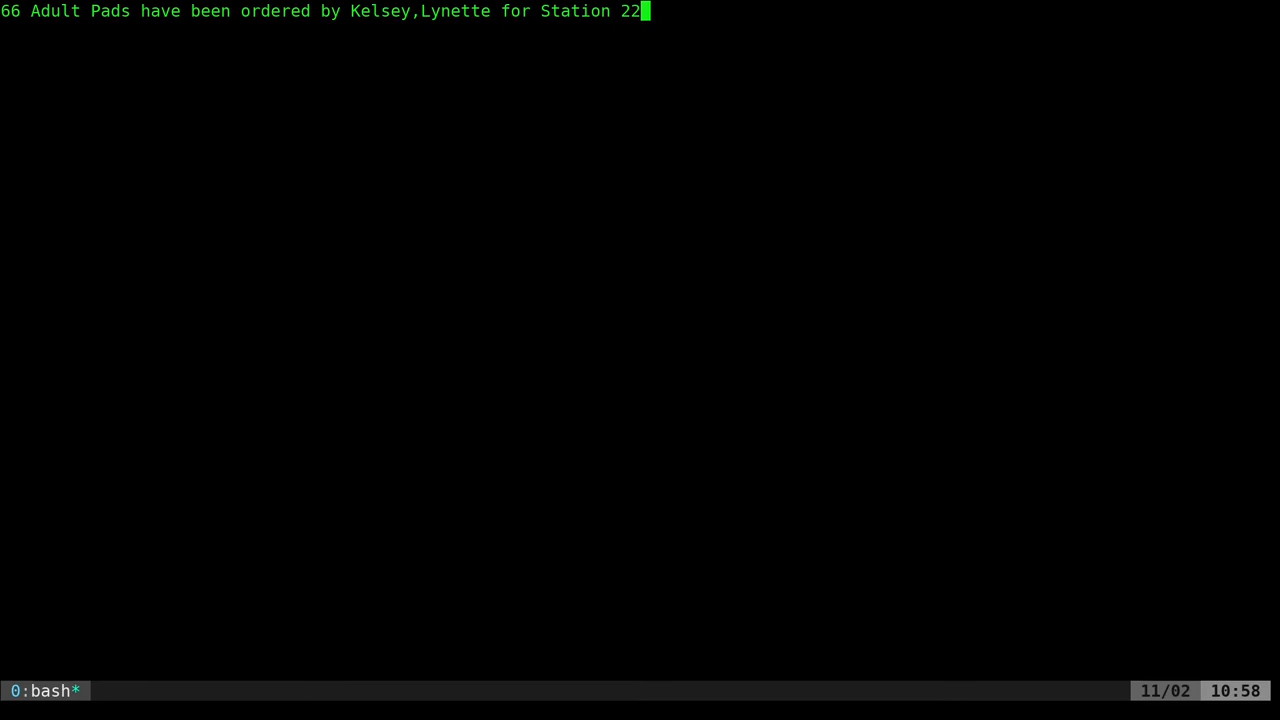 66 Adult Pads have been ordered by Kelsey,Lynette for Station 22
0:bash* 11/02 10:58